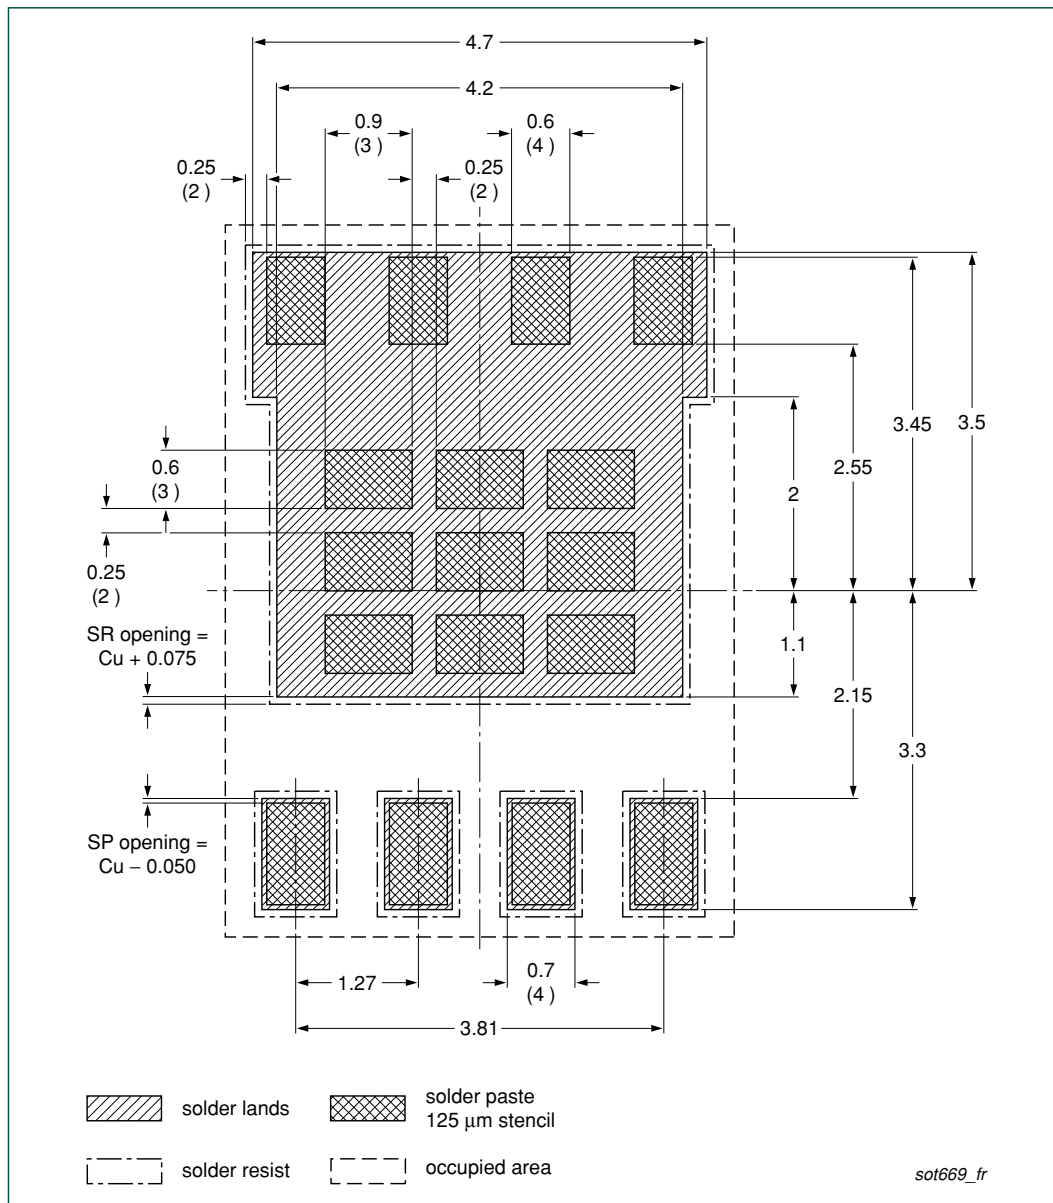 4.7
4.2
0.9
(3 )
0.6
(4)
0.25
(2 )
0.25
(2 )
3.45
3.5
2.55
2
0.6
(3)
0.25
(2 )
SR opening =
Cu + 0.075
1.1
2.15
3.3
SP opening =
Cu – 0.050
1.27
0.7
(4 )
3.81
solder lands
solder paste
125 μm stencil
solder resist
occupied area
sot669_fr